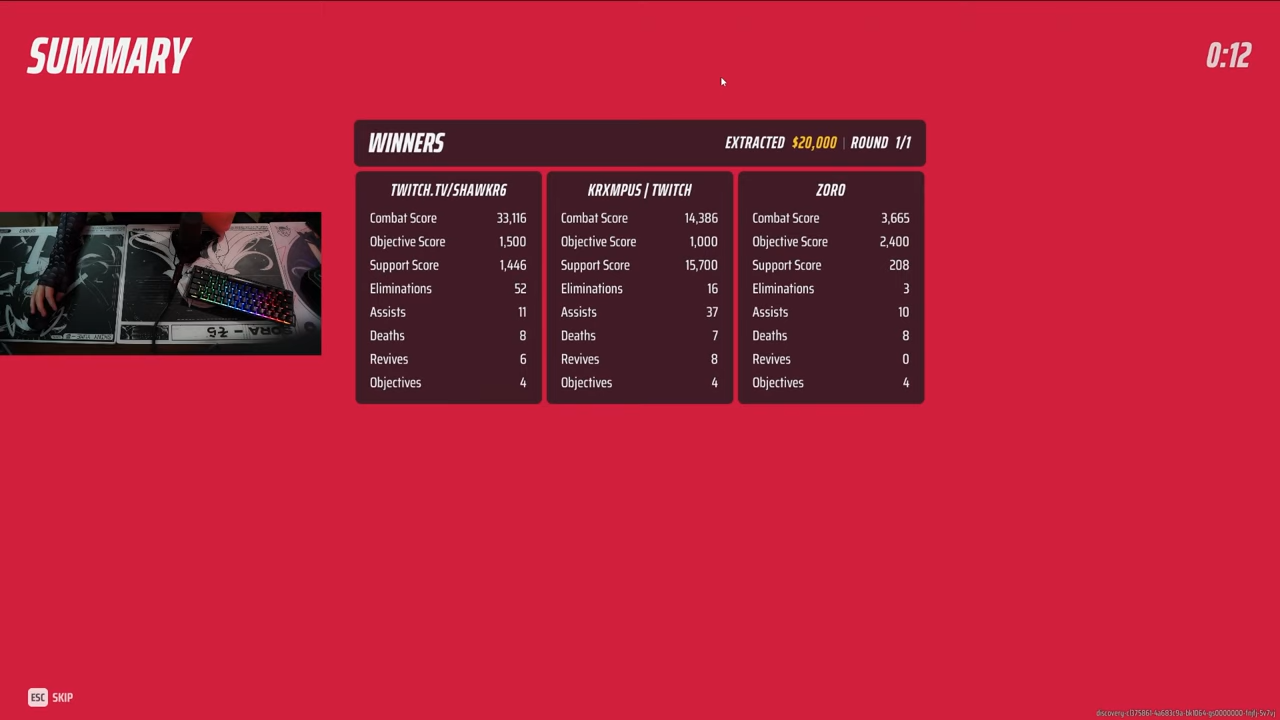 SUMMARY
0:12
WINNERS
EXTRACTED $20,000 | ROUND 1/1
TWITCH.TV/SHAWKR6
Combat Score 33,116
Objective Score 1,500
Support Score 1,446
Eliminations 52
Assists 11
Deaths 8
Revives 6
Objectives 4
KRXMPUS | TWITCH
Combat Score 14,386
Objective Score 1,000
Support Score 15,700
Eliminations 16
Assists 37
Deaths 7
Revives 8
Objectives 4
ZORO
Combat Score 3,665
Objective Score 2,400
Support Score 208
Eliminations 3
Assists 10
Deaths 8
Revives 0
Objectives 4
ESC SKIP